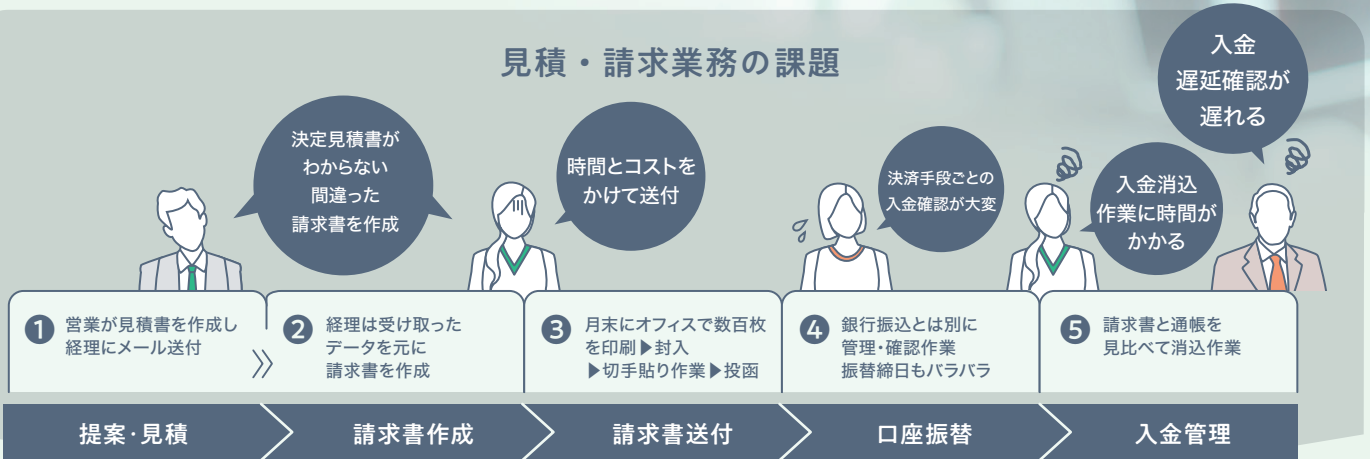 見積・請求業務の課題
決定見積書が
わからない
間違った
請求書を作成
時間とコストを
かけて送付
決済手段ごとの
入金確認が大変
入金消込
作業に時間が
かかる
入金
遅延確認が
遅れる
1 営業が見積書を作成し
経理にメール送付
2 経理は受け取った
データを元に
請求書を作成
3 月末にオフィスで数百枚
を印刷▶封入
▶切手貼り作業▶投函
4 銀行振込とは別に
管理・確認作業
振替締日もバラバラ
5 請求書と通帳を
見比べて消込作業
提案・見積
請求書作成
請求書送付
口座振替
入金管理